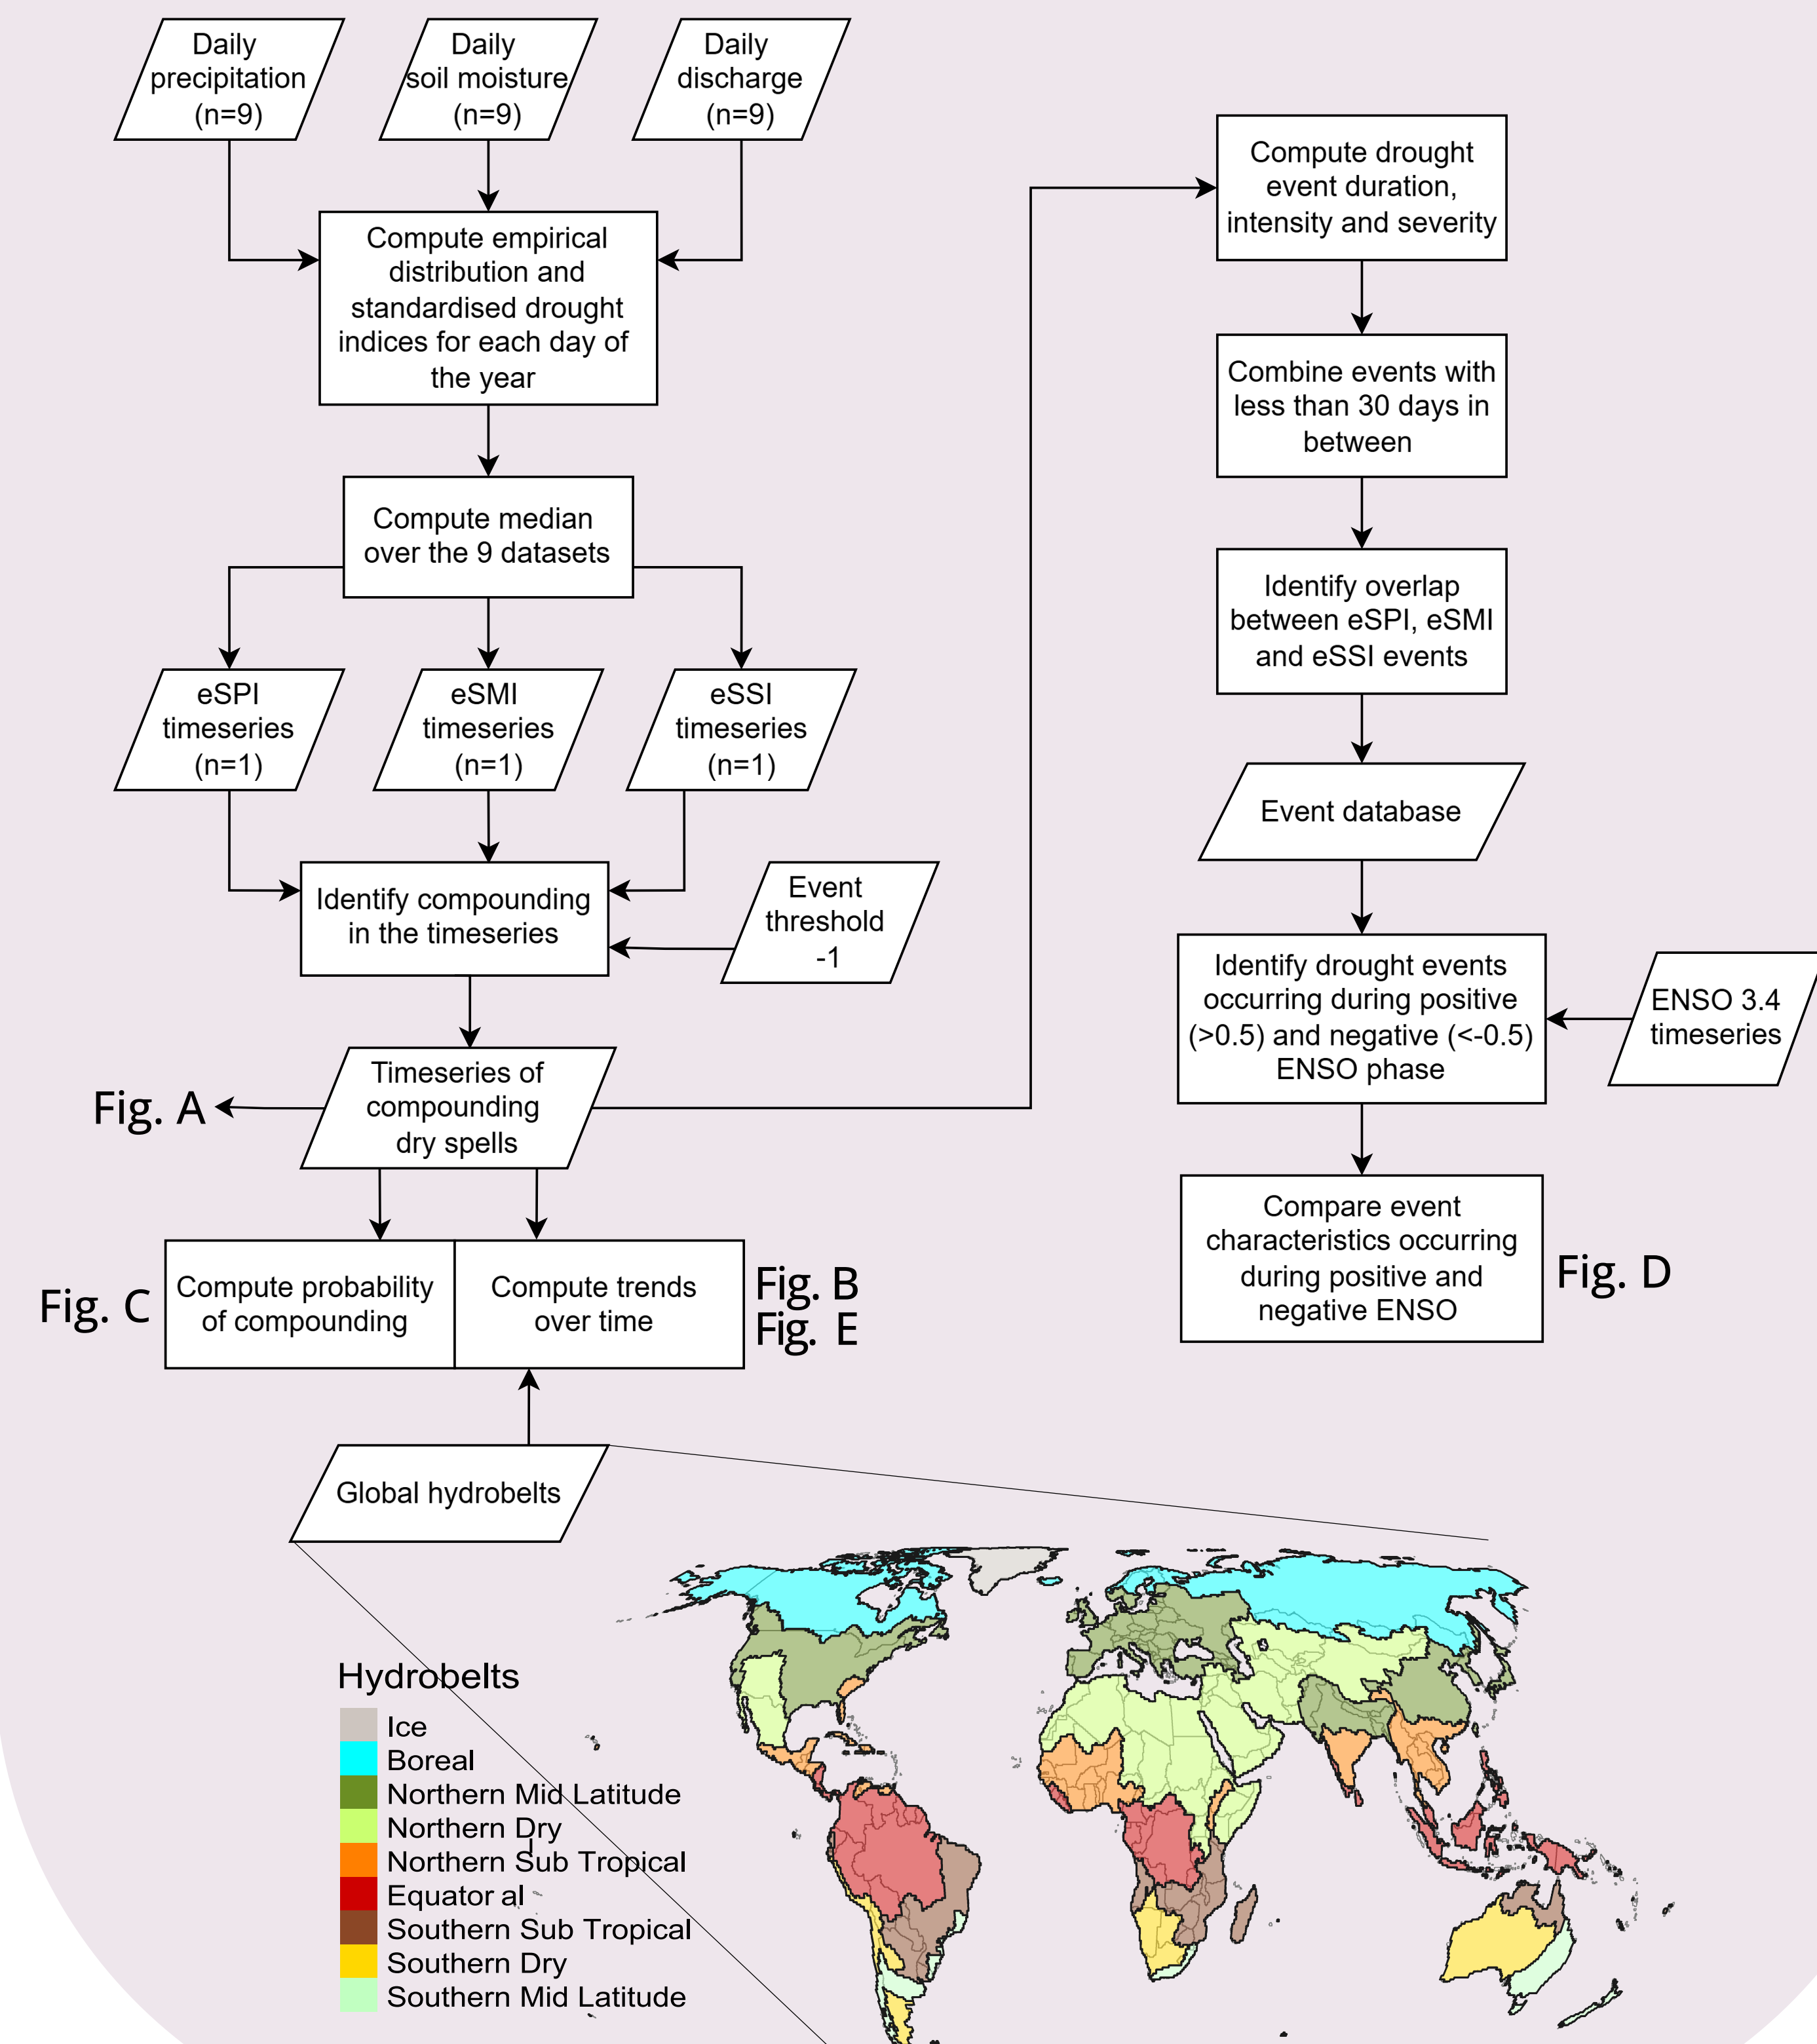 Daily
precipitation
(n=9)
Daily
soil moisture
(n=9)
Daily
discharge
(n=9)
Compute empirical
distribution and
standardised drought
indices for each day of
the year
Compute median
over the 9 datasets
eSPI
timeseries
(n=1)
eSMI
timeseries
(n=1)
eSSI
timeseries
(n=1)
Identify compounding
in the timeseries
Event
threshold
-1
Timeseries of
compounding
dry spells
Fig. A
Fig. C
Compute probability
of compounding
Compute trends
over time
Fig. B
Fig. E
Global hydrobelts
Compute drought
event duration,
intensity and severity
Combine events with
less than 30 days in
between
Identify overlap
between eSPI, eSMI
and eSSI events
Event database
Identify drought events
occurring during positive
(>0.5) and negative (<-0.5)
ENSO phase
ENSO 3.4
timeseries
Compare event
characteristics occurring
during positive and
negative ENSO
Fig. D
Hydrobelts
Ice
Boreal
Northern Mid Latitude
Northern Dry
Northern Sub Tropical
Equator al
Southern Sub Tropical
Southern Dry
Southern Mid Latitude